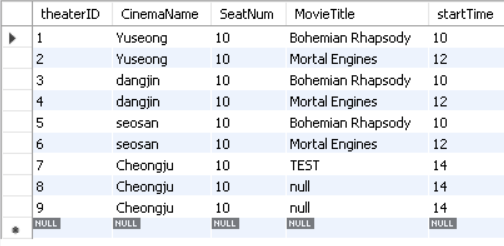 theaterID CinemaName SeatNum MovieTitle startTime
1 Yuseong 10 Bohemian Rhapsody 10
2 Yuseong 10 Mortal Engines 12
3 dangjin 10 Bohemian Rhapsody 10
4 dangjin 10 Mortal Engines 12
5 seosan 10 Bohemian Rhapsody 10
6 seosan 10 Mortal Engines 12
7 Cheongju 10 TEST 14
8 Cheongju 10 null 14
9 Cheongju 10 null 14
NULL NULL NULL NULL NULL